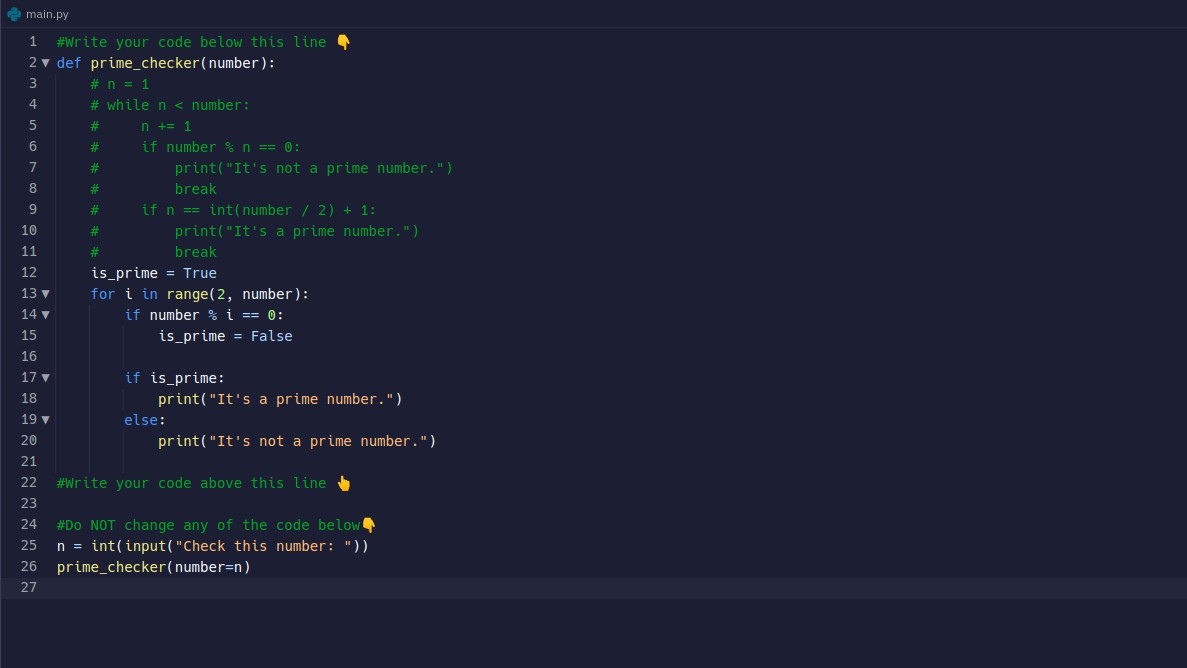 main.py
1 #Write your code below this line 👇
2 ▼ def prime_checker(number):
3     # n = 1
4     # while n < number:
5     #     n += 1
6     #     if number % n == 0:
7     #         print("It's not a prime number.")
8     #         break
9     #     if n == int(number / 2) + 1:
10     #         print("It's a prime number.")
11     #         break
12     is_prime = True
13 ▼     for i in range(2, number):
14 ▼         if number % i == 0:
15             is_prime = False
16
17 ▼         if is_prime:
18             print("It's a prime number.")
19 ▼         else:
20             print("It's not a prime number.")
21
22 #Write your code above this line 👆
23
24 #Do NOT change any of the code below👇
25 n = int(input("Check this number: "))
26 prime_checker(number=n)
27